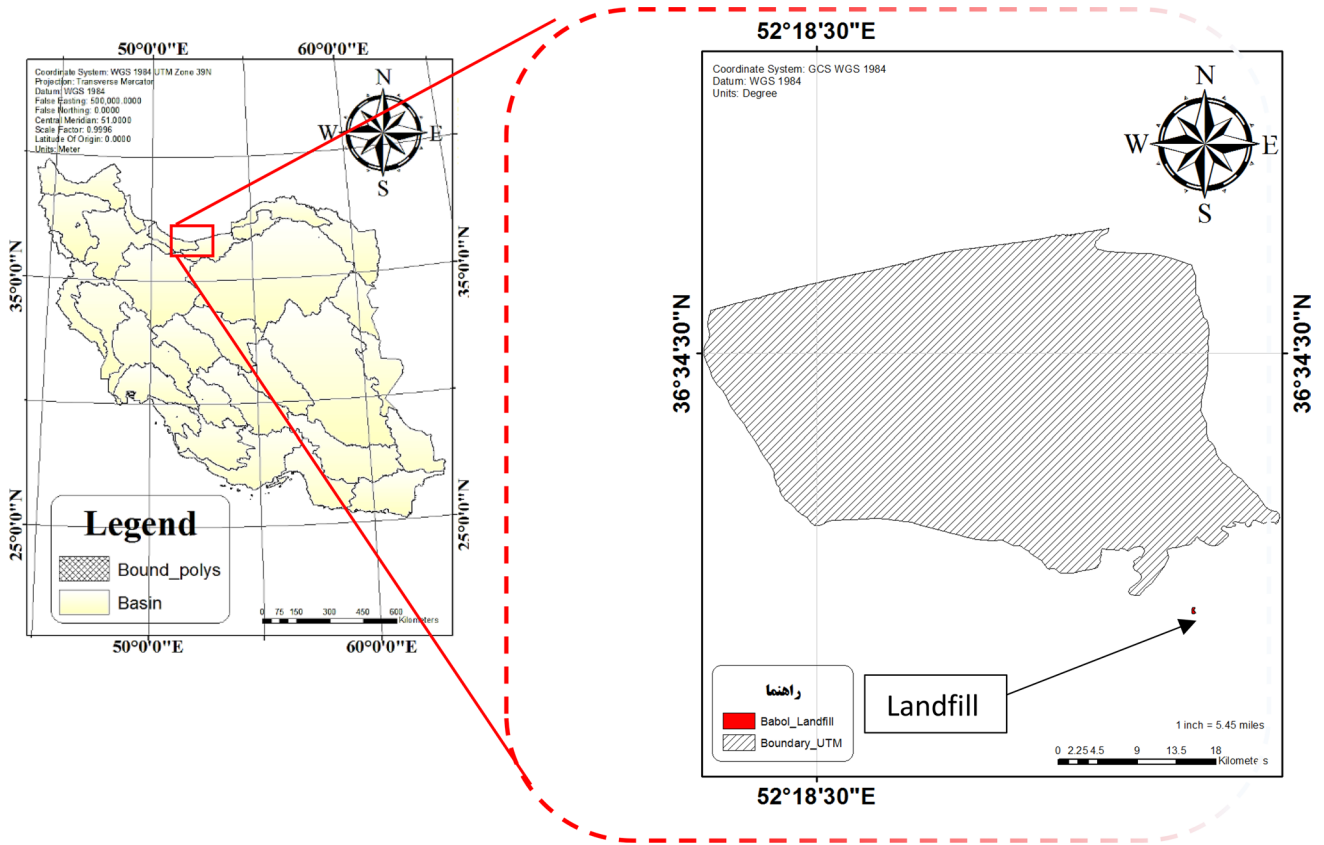 50°0'0"E
60°0'0"E
Coordinate System: WGS 1984 UTM Zone 39N
Projection: Transverse Mercator
Datum: WGS 1984
False Easting: 500,000.0000
False Northing: 0.0000
Central Meridian: 51.0000
Scale Factor: 0.9996
Latitude Of Origin: 0.0000
Units: Meter
N
W
E
S
35°0'0"N
35°0'0"N
25°0'0"N
25°0'0"N
Legend
Bound_polys
Basin
0 75 150 300 450 600
Kilometers
50°0'0"E
60°0'0"E
52°18'30"E
Coordinate System: GCS WGS 1984
Datum: WGS 1984
Units: Degree
N
W
E
S
36°34'30"N
36°34'30"N
راهنما
Babol_Landfill
Boundary_UTM
Landfill
1 inch = 5.45 miles
0 2.25 4.5 9 13.5 18
Kilometers
52°18'30"E